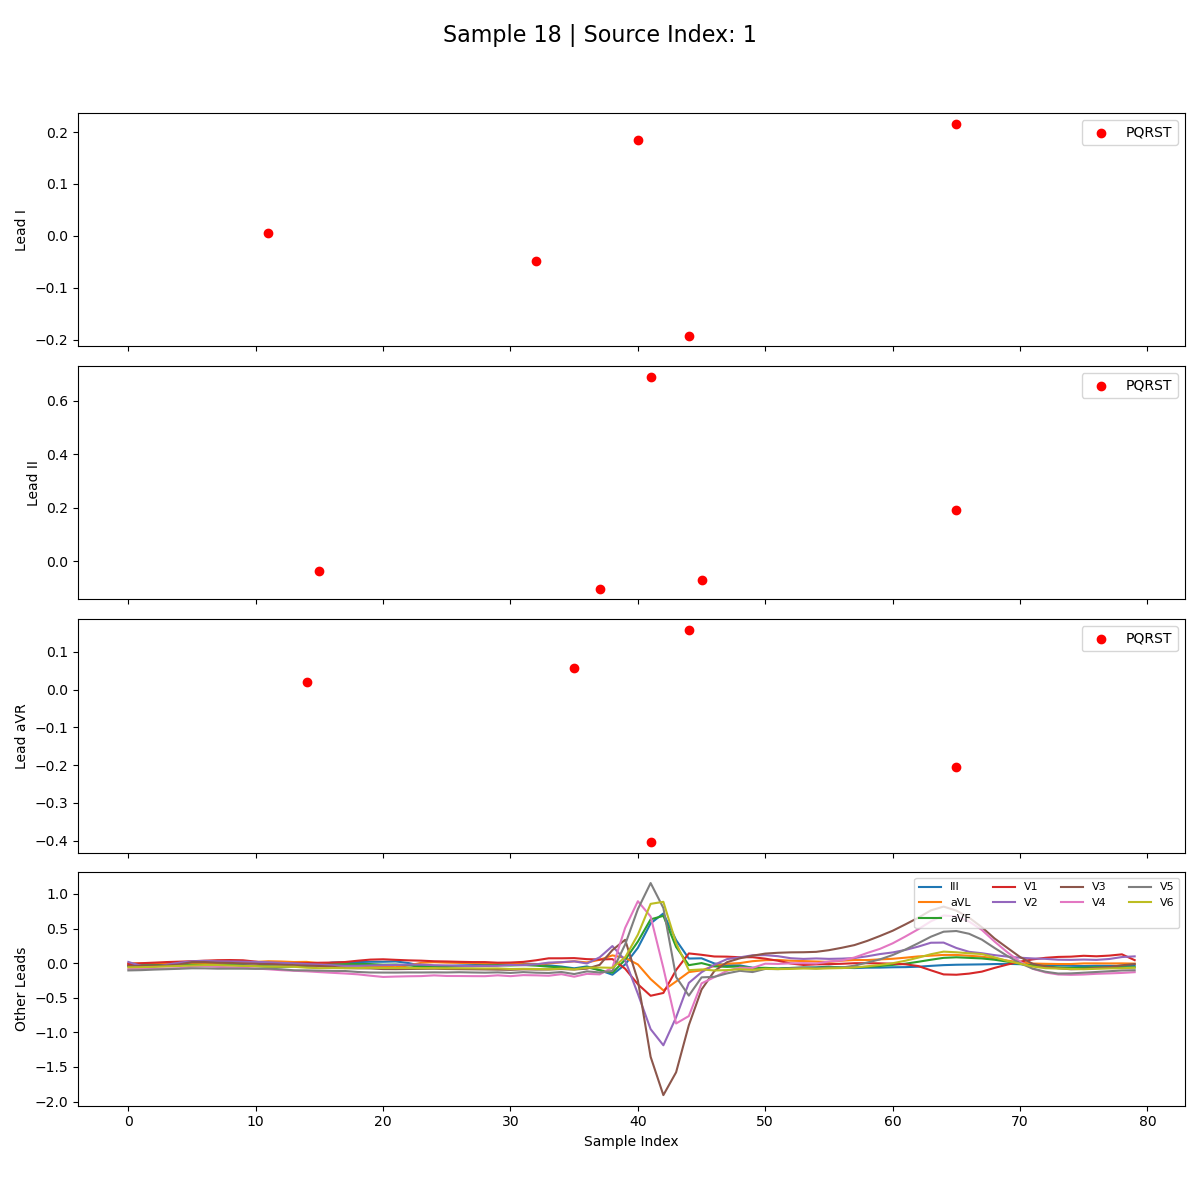 Sample 18 | Source Index: 1
0.2
0.1
0.0
−0.1
−0.2
Lead I
PQRST
0.6
0.4
0.2
0.0
Lead II
PQRST
0.1
0.0
−0.1
−0.2
−0.3
−0.4
Lead aVR
PQRST
1.0
0.5
0.0
−0.5
−1.0
−1.5
−2.0
Other Leads
III V1 V3 V5
aVL V2 V4 V6
aVF
0 10 20 30 40 50 60 70 80
Sample Index